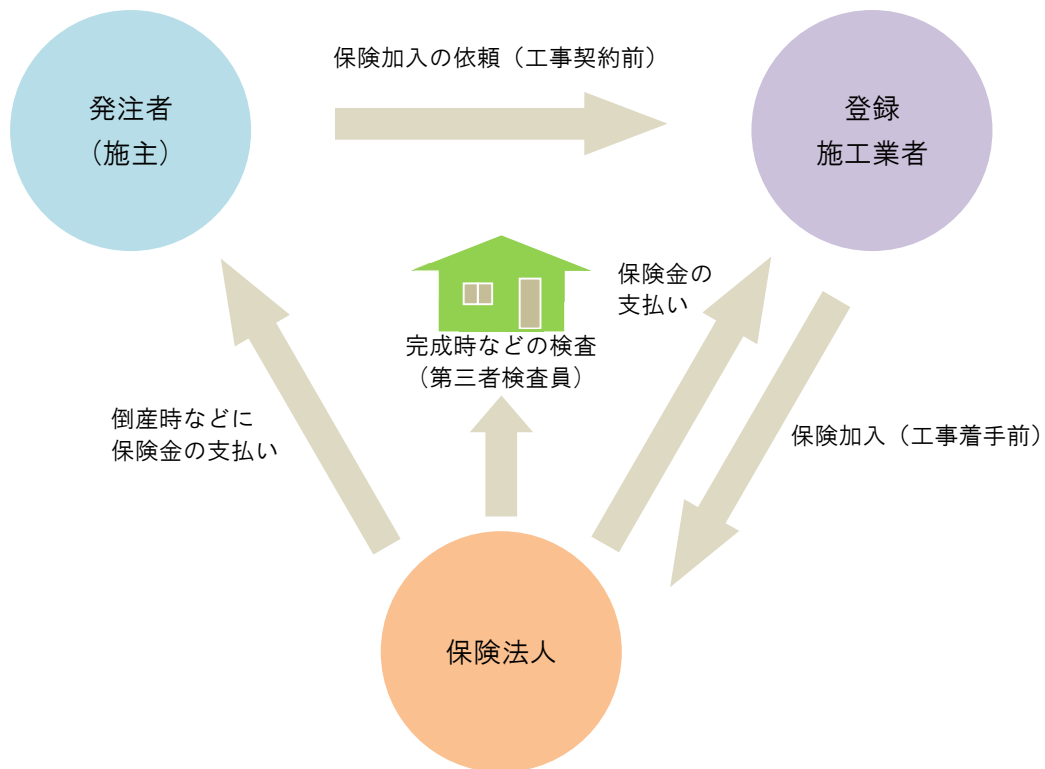 保険加入の依頼（工事契約前）
発注者
（施主）
登録
施工業者
保険金の
支払い
完成時などの検査
（第三者検査員）
倒産時などに
保険金の支払い
保険加入（工事着手前）
保険法人